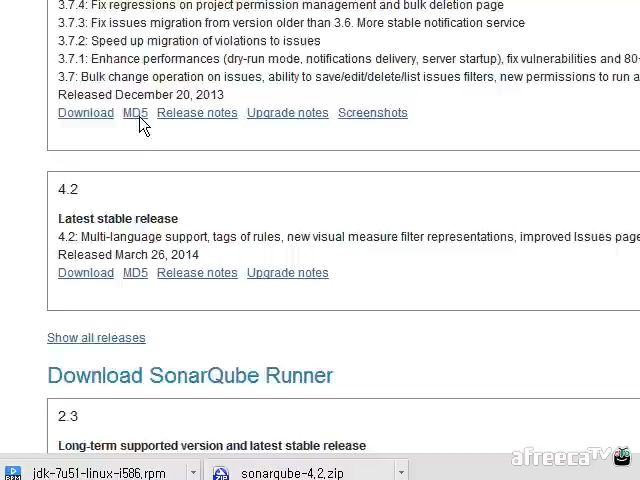 3.7.4: Fix regressions on project permission management and bulk deletion page
3.7.3: Fix issues migration from version older than 3.6. More stable notification service
3.7.2: Speed up migration of violations to issues
3.7.1: Enhance performances (dry-run mode, notifications delivery, server startup), fix vulnerabilities and 80
3.7: Bulk change operation on issues, ability to save/edit/delete/list issues filters, new permissions to run a
Released December 20, 2013
Download MD5 Release notes Upgrade notes Screenshots
4.2
Latest stable release
4.2: Multi-language support, tags of rules, new visual measure filter representations, improved Issues page
Released March 26, 2014
Download MD5 Release notes Upgrade notes
Show all releases
Download SonarQube Runner
2.3
Long-term supported version and latest stable release
afreecaTV
jdk-7u51-linux-i586.rpm
sonarqube-4.2.zip